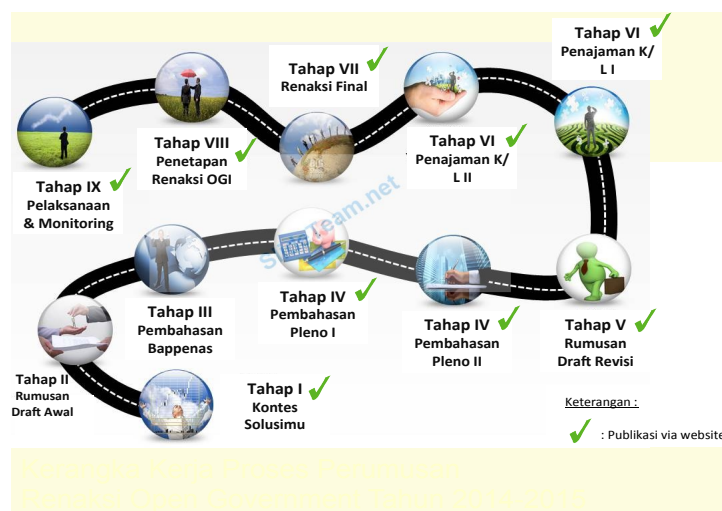 Tahap VI
Penajaman K/
L I
Tahap VII
Renaksi Final
Tahap VIII
Penetapan
Renaksi OGI
Tahap VI
Penajaman K/
L II
Tahap IX
Pelaksanaan
& Monitoring
Team.net
Tahap III
Pembahasan
Bappenas
Tahap IV
Pembahasan
Pleno I
Tahap IV
Pembahasan
Pleno II
Tahap V
Rumusan
Draft Revisi
Tahap II
Rumusan
Draft Awal
Tahap I
Kontes
Solusimu
Keterangan :
: Publikasi via website